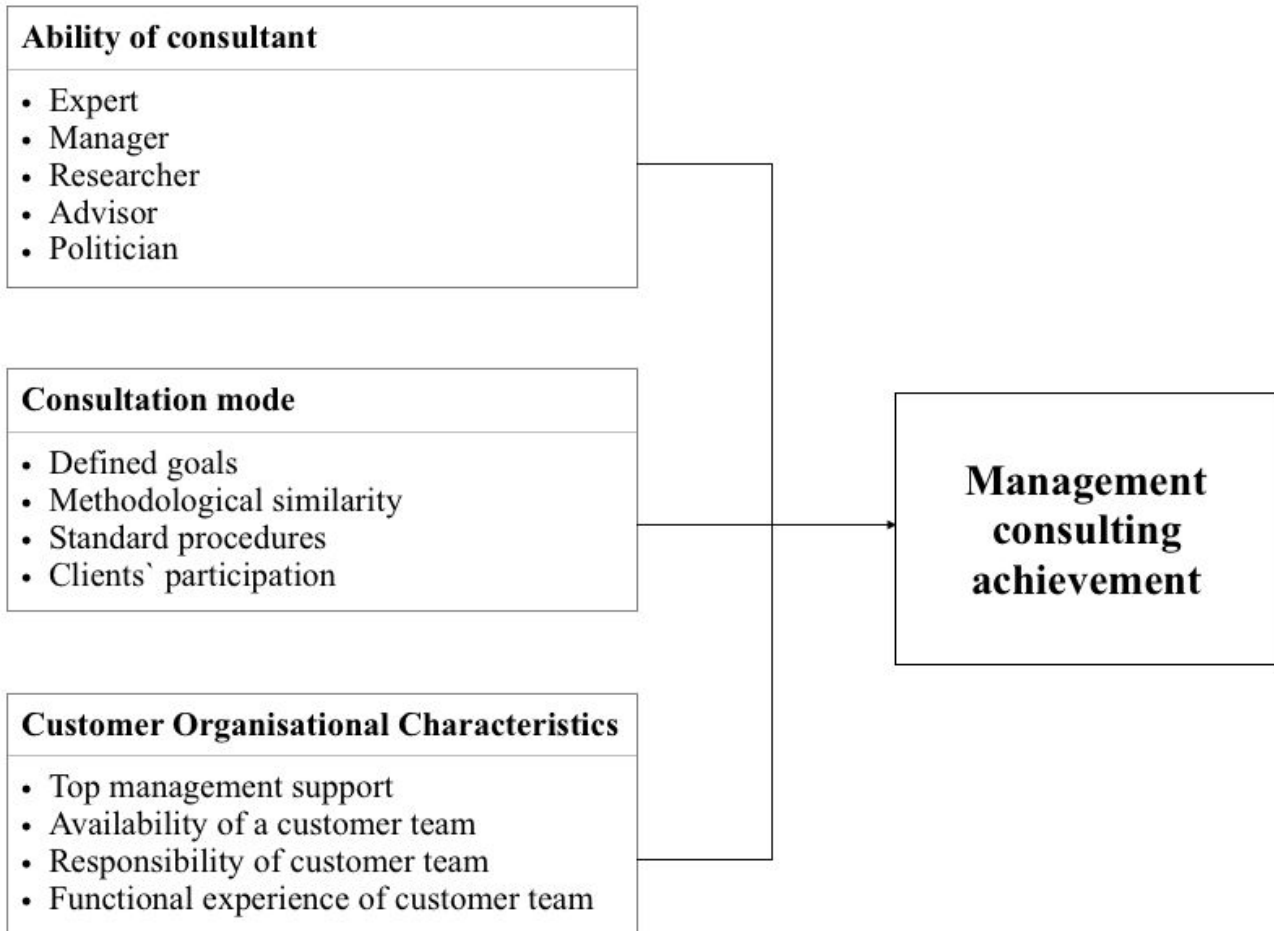 Ability of consultant
• Expert
• Manager
• Researcher
• Advisor
• Politician
Consultation mode
• Defined goals
• Methodological similarity
• Standard procedures
• Clients` participation
Customer Organisational Characteristics
• Top management support
• Availability of a customer team
• Responsibility of customer team
• Functional experience of customer team
Management
consulting
achievement